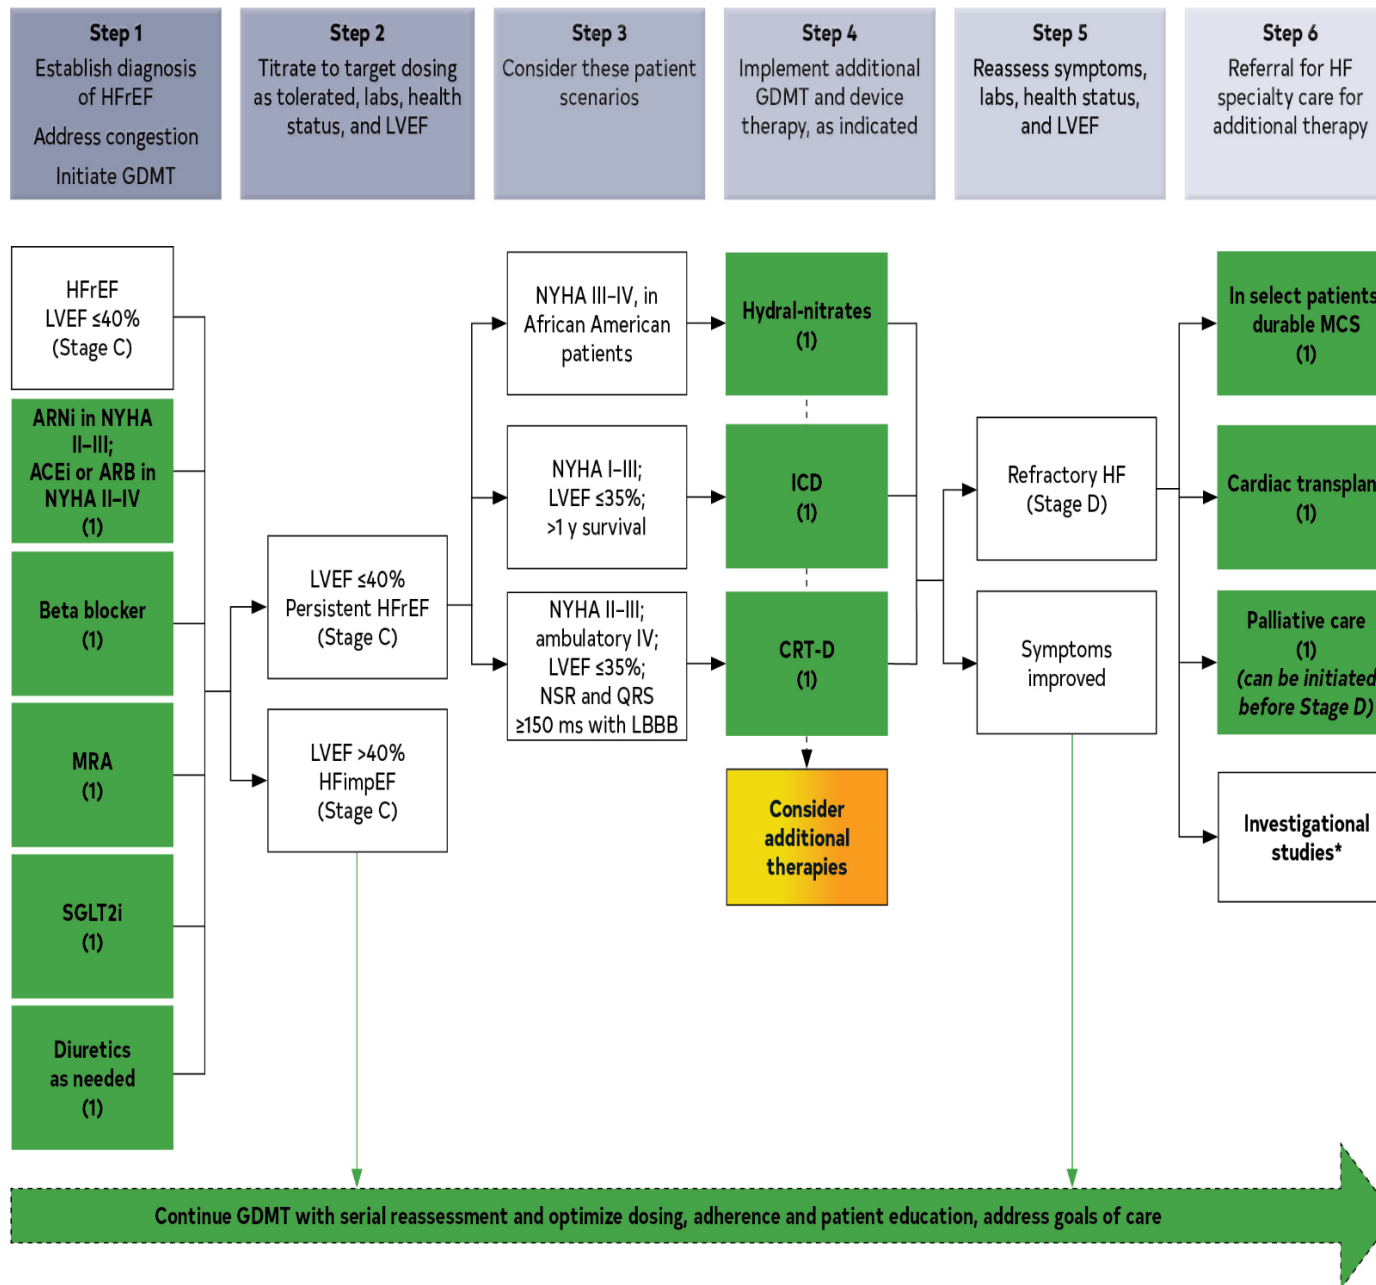 Step 1
Establish diagnosis
of HFrEF
Address congestion
Initiate GDMT
Step 2
Titrate to target dosing
as tolerated, labs, health
status, and LVEF
Step 3
Consider these patient
scenarios
Step 4
Implement additional
GDMT and device
therapy, as indicated
Step 5
Reassess symptoms,
labs, health status,
and LVEF
Step 6
Referral for HF
specialty care for
additional therapy
HFrEF
LVEF ≤40%
(Stage C)
ARNi in NYHA
II–III;
ACEi or ARB in
NYHA II–IV
(1)
Beta blocker
(1)
MRA
(1)
SGLT2i
(1)
Diuretics
as needed
(1)
LVEF ≤40%
Persistent HFrEF
(Stage C)
LVEF >40%
HFimpEF
(Stage C)
NYHA III–IV, in
African American
patients
NYHA I–III;
LVEF ≤35%;
>1 y survival
NYHA II–III;
ambulatory IV;
LVEF ≤35%;
NSR and QRS
≥150 ms with LBBB
Hydral-nitrates
(1)
ICD
(1)
CRT-D
(1)
Consider
additional
therapies
Refractory HF
(Stage D)
Symptoms
improved
In select patients
durable MCS
(1)
Cardiac transplan
(1)
Palliative care
(1)
(can be initiated
before Stage D)
Investigational
studies*
Continue GDMT with serial reassessment and optimize dosing, adherence and patient education, address goals of care